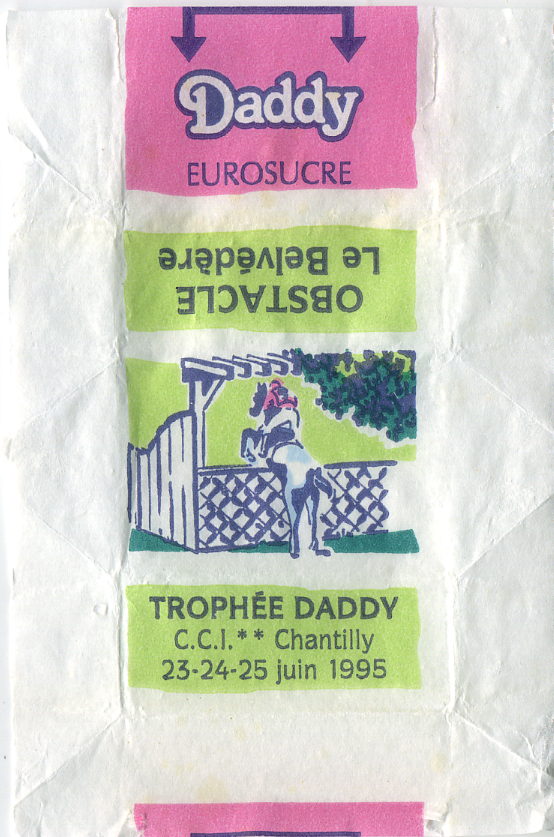 Daddy
EUROSUCRE
OBSTACLE
Le Belvédère
TROPHÉE DADDY
C.C.I.** Chantilly
23-24-25 juin 1995